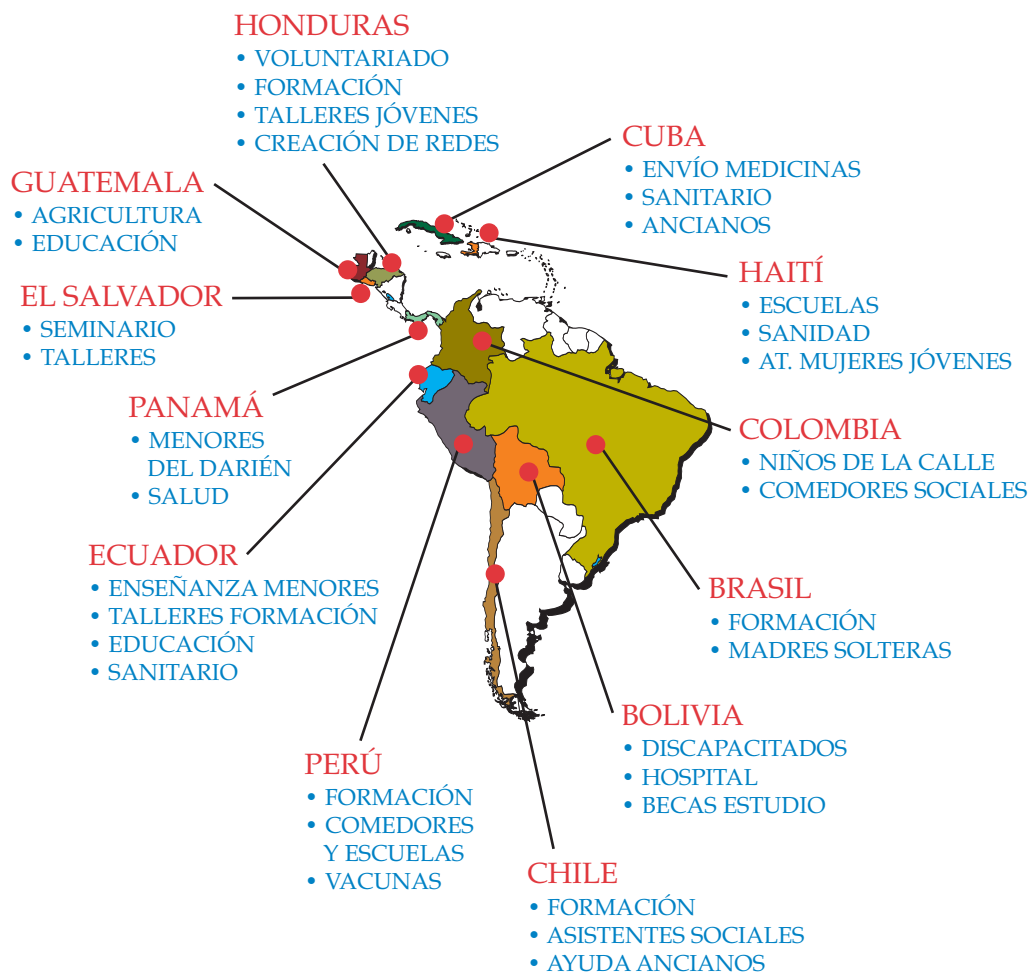 HONDURAS
• VOLUNTARIADO
• FORMACIÓN
• TALLERES JÓVENES
• CREACIÓN DE REDES
CUBA
• ENVÍO MEDICINAS
• SANITARIO
• ANCIANOS
GUATEMALA
• AGRICULTURA
• EDUCACIÓN
HAITÍ
• ESCUELAS
• SANIDAD
• AT. MUJERES JÓVENES
EL SALVADOR
• SEMINARIO
• TALLERES
PANAMÁ
• MENORES
DEL DARIÉN
• SALUD
COLOMBIA
• NIÑOS DE LA CALLE
• COMEDORES SOCIALES
ECUADOR
• ENSEÑANZA MENORES
• TALLERES FORMACIÓN
• EDUCACIÓN
• SANITARIO
BRASIL
• FORMACIÓN
• MADRES SOLTERAS
BOLIVIA
• DISCAPACITADOS
• HOSPITAL
• BECAS ESTUDIO
PERÚ
• FORMACIÓN
• COMEDORES
Y ESCUELAS
• VACUNAS
CHILE
• FORMACIÓN
• ASISTENTES SOCIALES
• AYUDA ANCIANOS